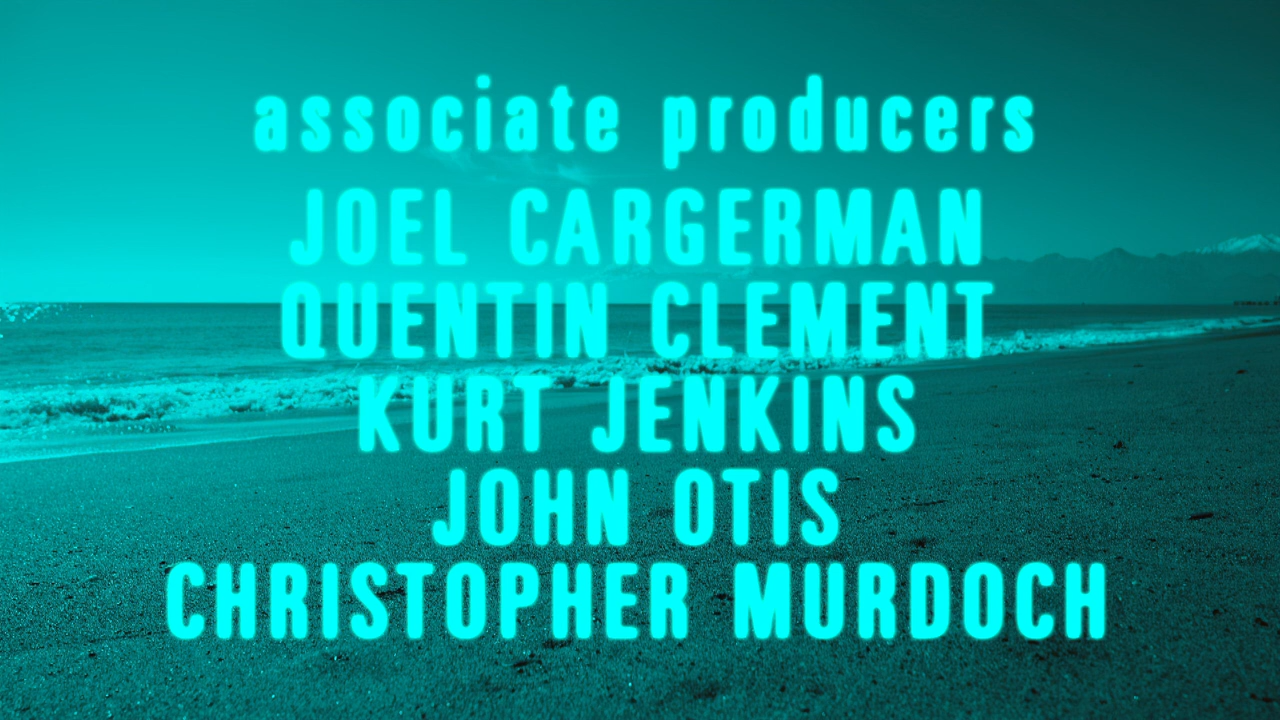 associate producers
JOEL CARGERMAN
QUENTIN CLEMENT
KURT JENKINS
JOHN OTIS
CHRISTOPHER MURDOCH